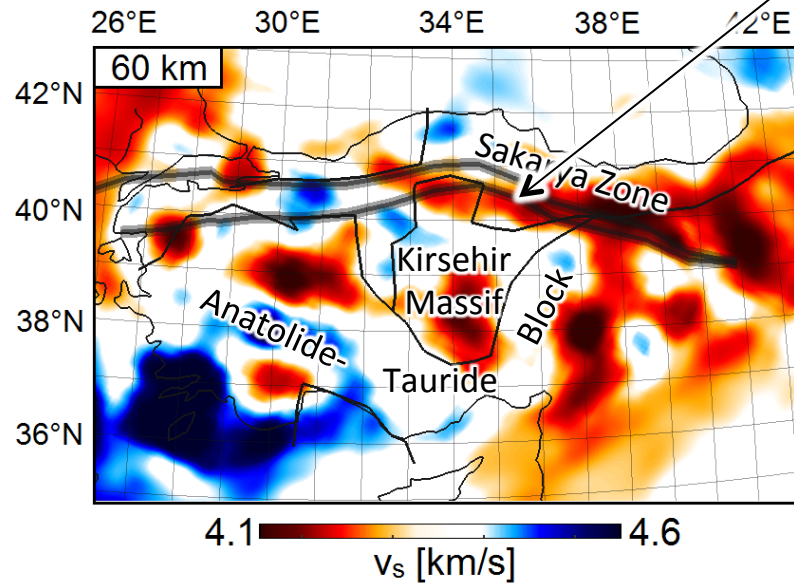 26°E 30°E 34°E 38°E 42°E
60 km
42°N
40°N
38°N
36°N
Sakarya Zone
Kirsehir
Massif
Block
Anatolide-
Tauride
4.1 4.6
vs [km/s]